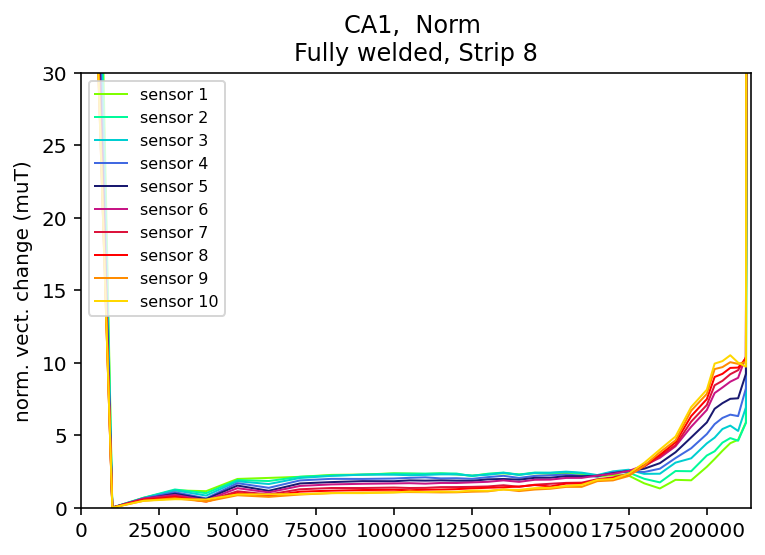 CA1,  Norm
Fully welded, Strip 8
norm. vect. change (muT)
30
25
20
15
10
5
0
sensor 1
sensor 2
sensor 3
sensor 4
sensor 5
sensor 6
sensor 7
sensor 8
sensor 9
sensor 10
0 25000 50000 75000 100000 125000 150000 175000 200000